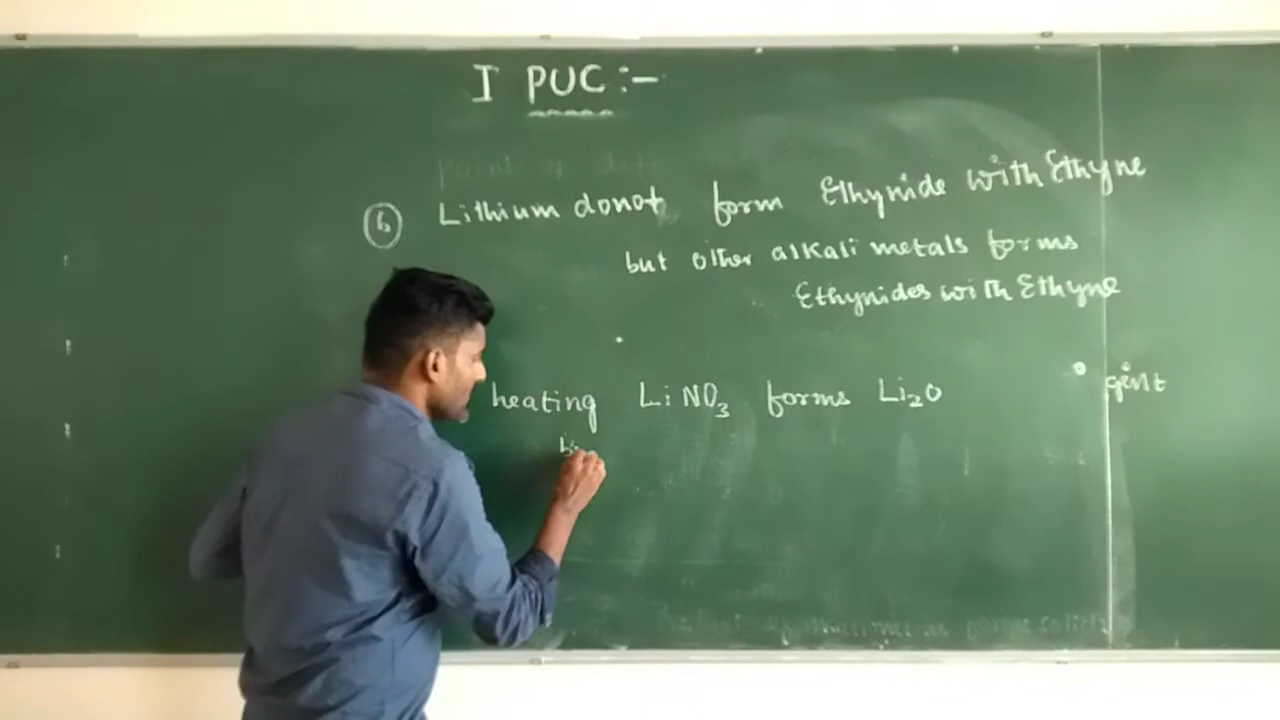 I PUC:-
6 Lithium donot form Ethynide with Ethyne
but other alkali metals forms
Ethynides with Ethyne
heating LiNO₃ forms Li₂O